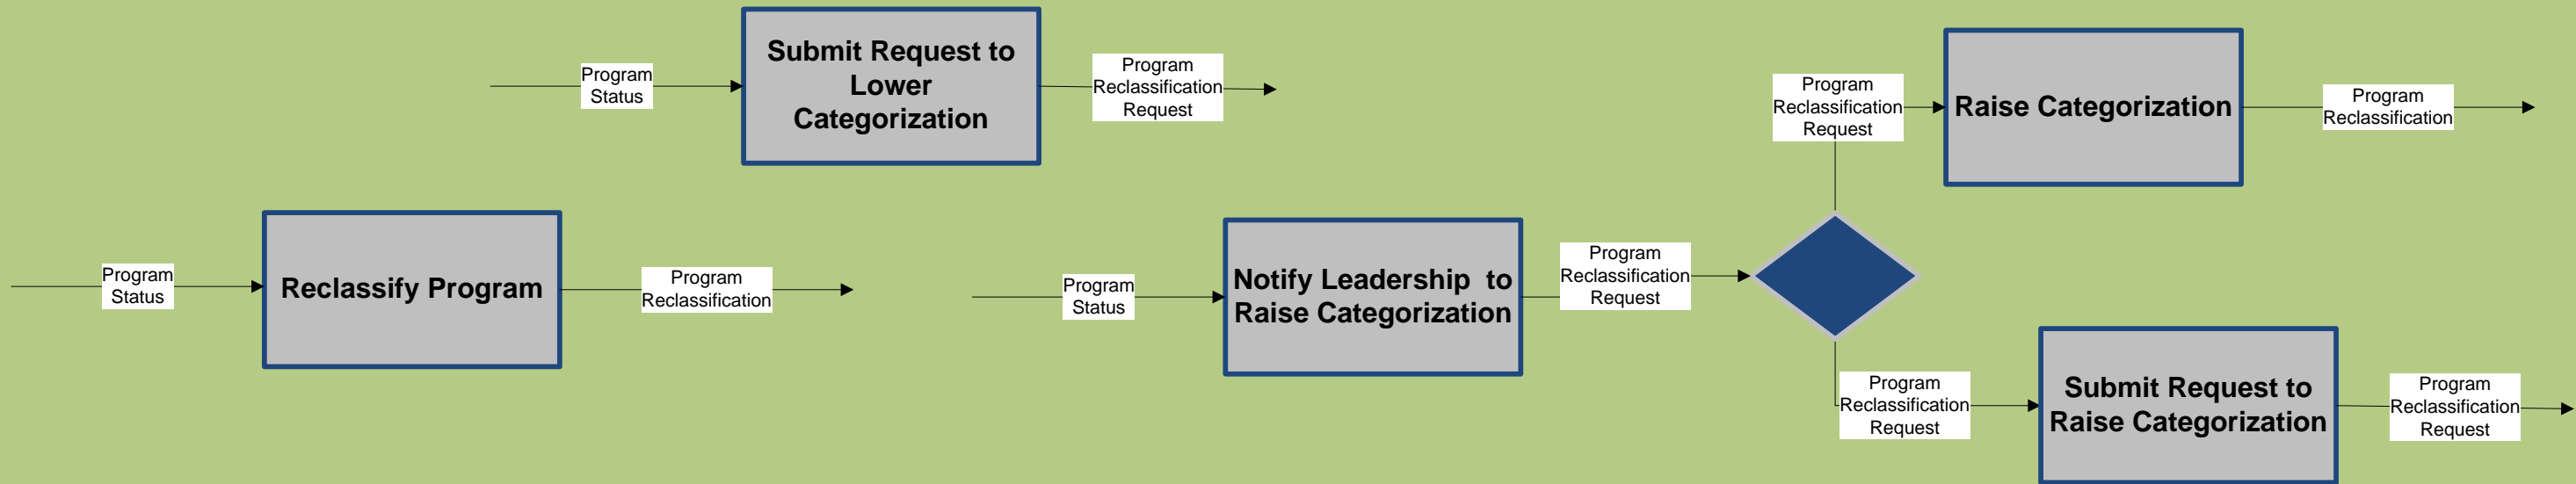 Program
Status
Submit Request to
Lower
Categorization
Program
Reclassification
Request
Program
Status
Reclassify Program
Program
Reclassification
Program
Status
Notify Leadership  to
Raise Categorization
Program
Reclassification
Request
Program
Reclassification
Request
Raise Categorization
Program
Reclassification
Program
Reclassification
Request
Submit Request to
Raise Categorization
Program
Reclassification
Request